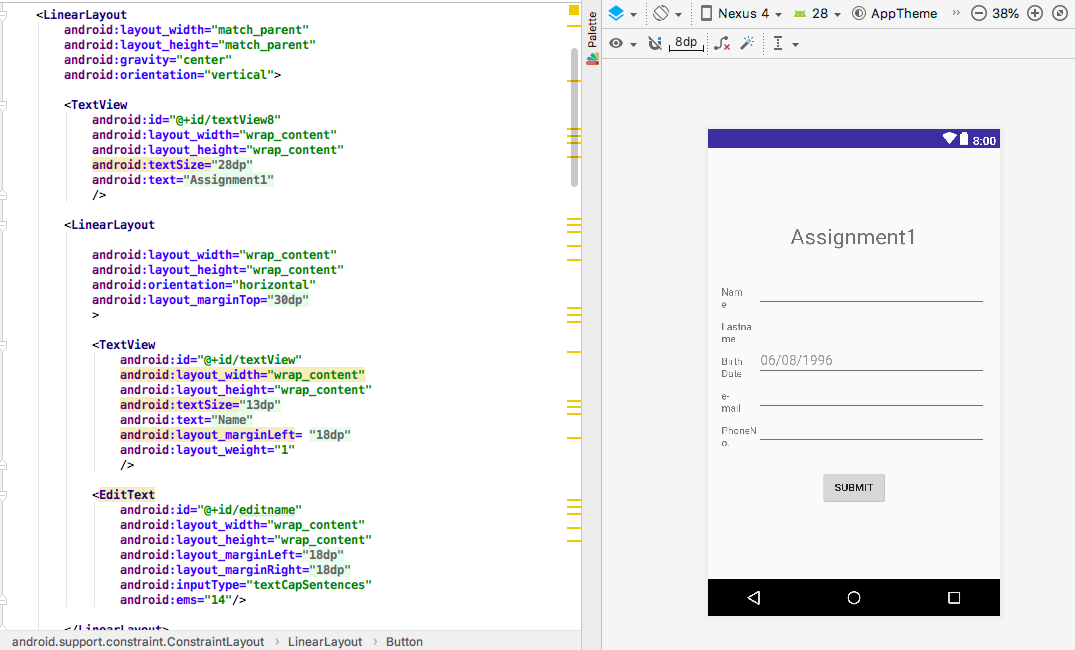 <LinearLayout
android:layout_width="match_parent"
android:layout_height="match_parent"
android:gravity="center"
android:orientation="vertical">
<TextView
android:id="@+id/textView8"
android:layout_width="wrap_content"
android:layout_height="wrap_content"
android:textSize="28dp"
android:text="Assignment1"
/>
<LinearLayout
android:layout_width="wrap_content"
android:layout_height="wrap_content"
android:orientation="horizontal"
android:layout_marginTop="30dp"
>
<TextView
android:id="@+id/textView"
android:layout_width="wrap_content"
android:layout_height="wrap_content"
android:textSize="13dp"
android:text="Name"
android:layout_marginLeft= "18dp"
android:layout_weight="1"
/>
<EditText
android:id="@+id/editname"
android:layout_width="wrap_content"
android:layout_height="wrap_content"
android:layout_marginLeft="18dp"
android:layout_marginRight="18dp"
android:inputType="textCapSentences"
android:ems="14"/>
</LinearLayout>
android.support.constraint.ConstraintLayout › LinearLayout › Button
Palette
Nexus 4 28 AppTheme » 38%
8dp
8:00
Assignment1
Nam
e
Lastna
me
Birth
Date
06/08/1996
e-
mail
PhoneN
o.
SUBMIT